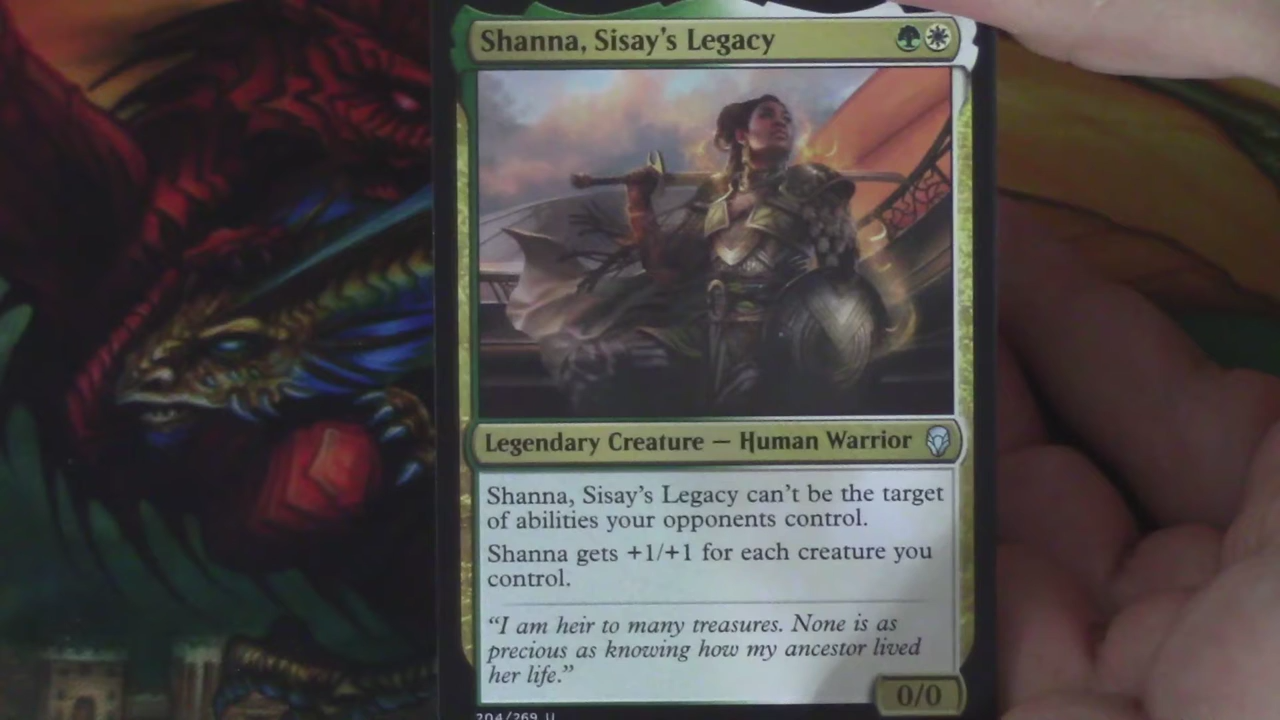 Shanna, Sisay's Legacy
Legendary Creature — Human Warrior
Shanna, Sisay's Legacy can't be the target
of abilities your opponents control.
Shanna gets +1/+1 for each creature you
control.
“I am heir to many treasures. None is as
precious as knowing how my ancestor lived
her life.”
0/0
204/269 U